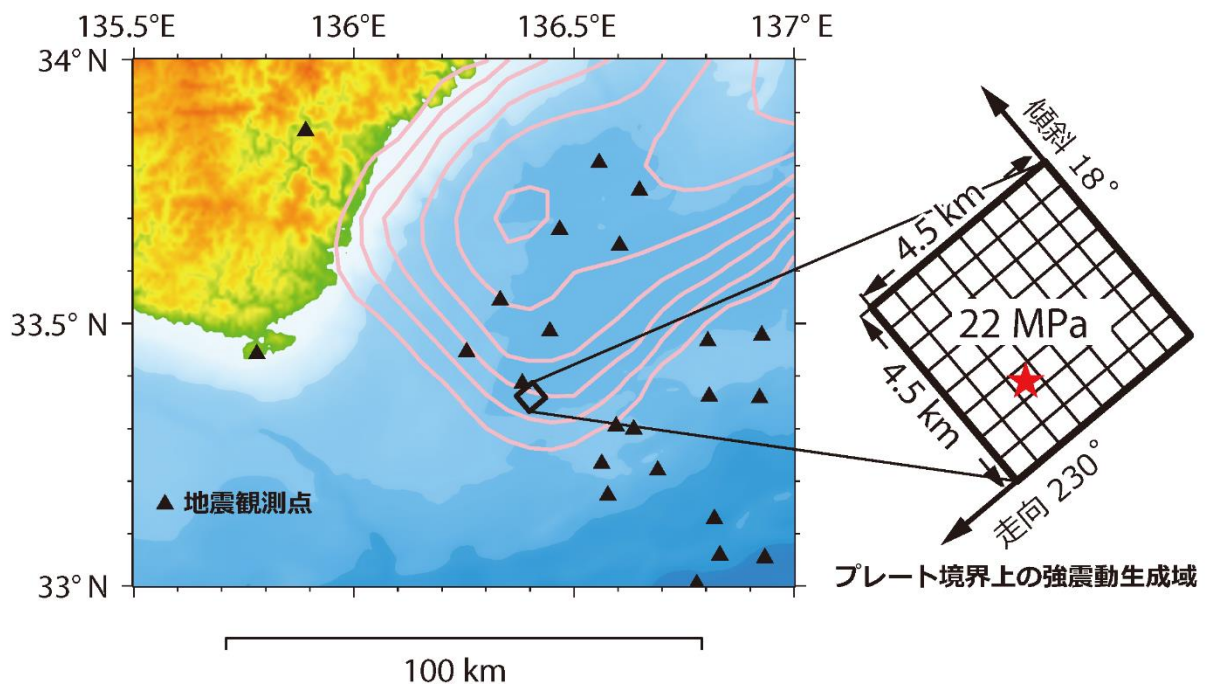 135.5°E
136°E
136.5°E
137°E
34°N
33.5°N
33°N
▲ 地震観測点
100 km
傾斜 18°
4.5 km
22 MPa
4.5 km
走向 230°
プレート境界上の強震動生成域